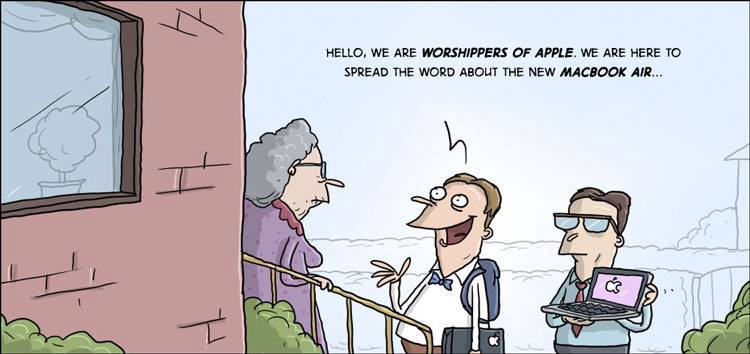 HELLO, WE ARE WORSHIPPERS OF APPLE. WE ARE HERE TO
SPREAD THE WORD ABOUT THE NEW MACBOOK AIR...